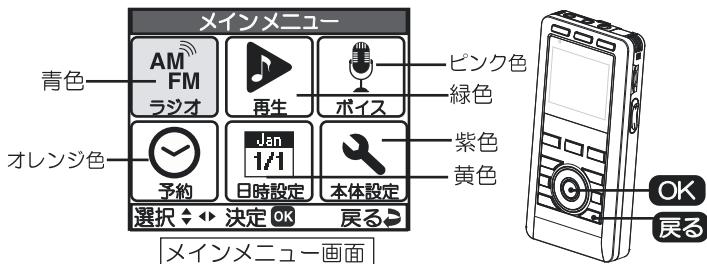 メインメニュー
AM
FM
ラジオ
再生
ボイス
Jan
1/1
予約
日時設定
本体設定
選択 決定 OK 戻る
青色
オレンジ色
ピンク色
緑色
紫色
黄色
OK
戻る
メインメニュー画面